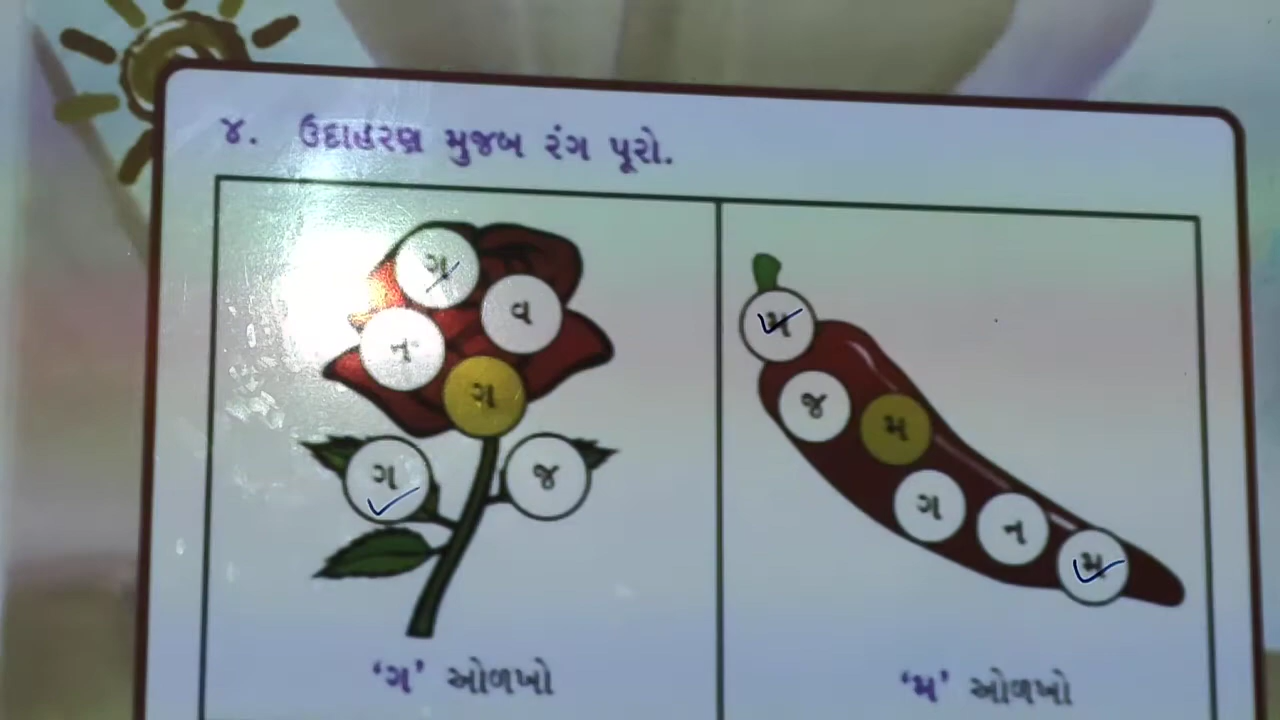 ૪. ઉદાહરણ મુજબ રંગ પૂરો.
ગ
વ
ન
ગ
ગ
જ
'ગ' ઓળખો
મ
જ
મ
ગ
ન
મ
'મ' ઓળખો